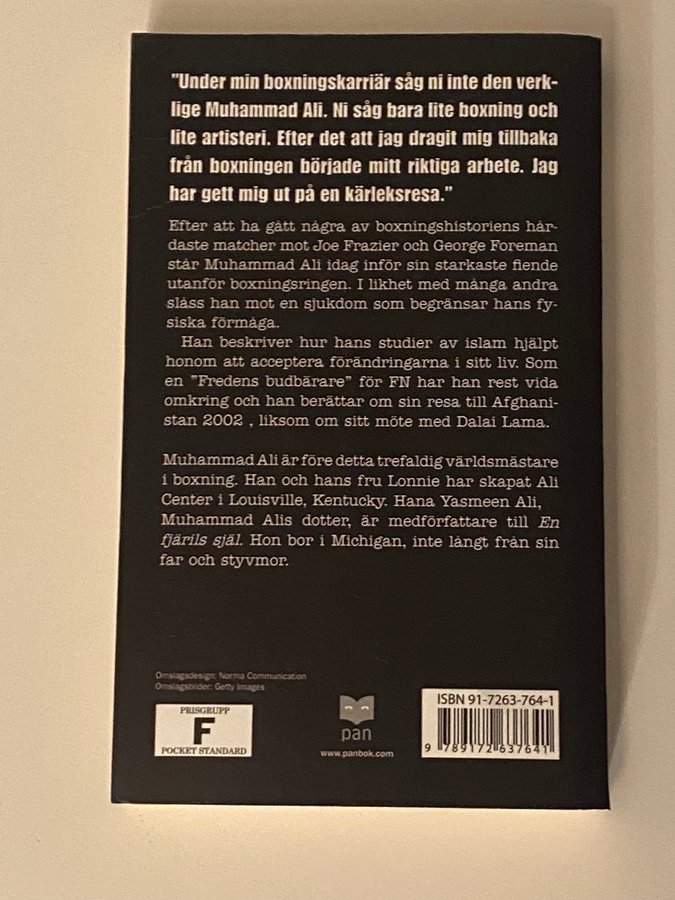 "Under min boxningskarriär såg ni inte den verk-
lige Muhammad Ali. Ni såg bara lite boxning och
lite artisteri. Efter det att jag dragit mig tillbaka
från boxningen började mitt riktiga arbete. Jag
har gett mig ut på en kärleksresa."
Efter att ha gått några av boxningshistoriens hår-
daste matcher mot Joe Frazier och George Foreman
står Muhammad Ali idag inför sin starkaste fiende
utanför boxningsringen. I likhet med många andra
slåss han mot en sjukdom som begränsar hans fy-
siska förmåga.
Han beskriver hur hans studier av islam hjälpt
honom att acceptera förändringarna i sitt liv. Som
en "Fredens budbärare" för FN har han rest vida
omkring och han berättar om sin resa till Afghani-
stan 2002 , liksom om sitt möte med Dalai Lama.
Muhammad Ali är före detta trefaldig världsmästare
i boxning. Han och hans fru Lonnie har skapat Ali
Center i Louisville, Kentucky. Hana Yasmeen Ali,
Muhammad Alis dotter, är medförfattare till En
fjärils själ. Hon bor i Michigan, inte långt från sin
far och styvmor.
Omslagsdesign: Norma Communication
Omslagsbilder: Getty Images
PRISGRUPP
F
POCKET STANDARD
pan
www.panbok.com
ISBN 91-7263-764-1
9 789172 637641